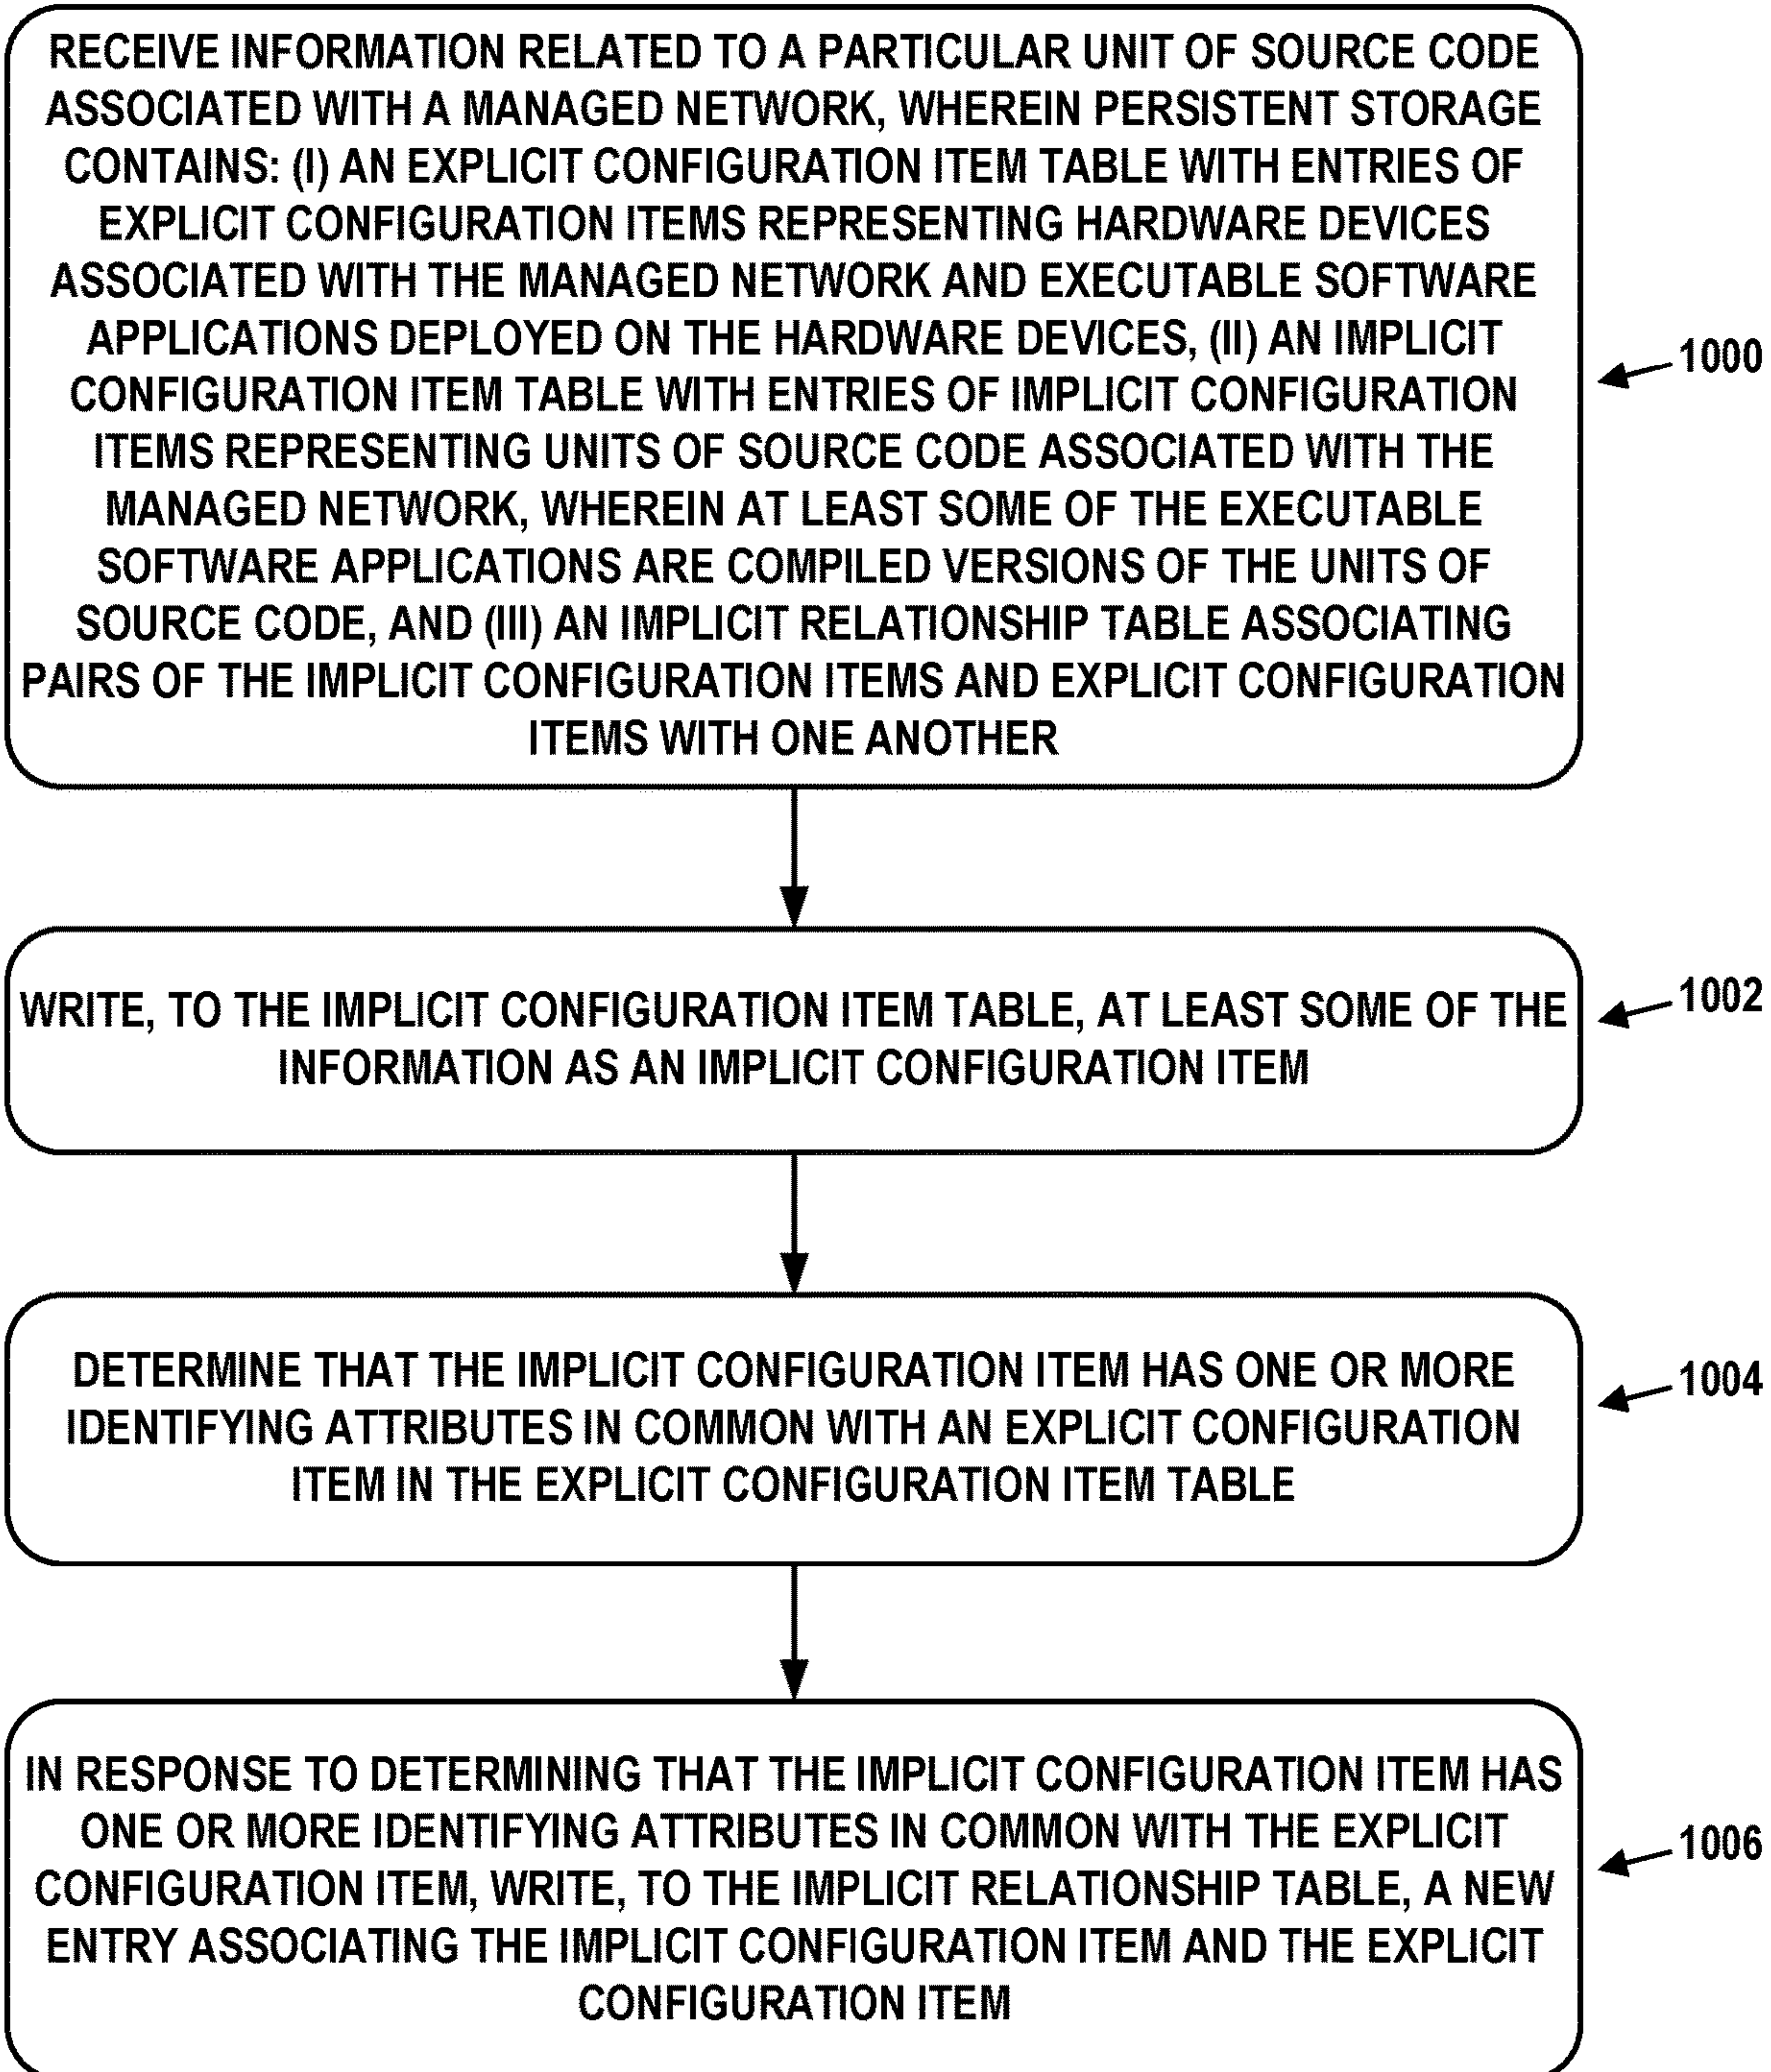 RECEIVE INFORMATION RELATED TO A PARTICULAR UNIT OF SOURCE CODE
ASSOCIATED WITH A MANAGED NETWORK, WHEREIN PERSISTENT STORAGE
CONTAINS: (I) AN EXPLICIT CONFIGURATION ITEM TABLE WITH ENTRIES OF
EXPLICIT CONFIGURATION ITEMS REPRESENTING HARDWARE DEVICES
ASSOCIATED WITH THE MANAGED NETWORK AND EXECUTABLE SOFTWARE
APPLICATIONS DEPLOYED ON THE HARDWARE DEVICES, (II) AN IMPLICIT
CONFIGURATION ITEM TABLE WITH ENTRIES OF IMPLICIT CONFIGURATION
ITEMS REPRESENTING UNITS OF SOURCE CODE ASSOCIATED WITH THE
MANAGED NETWORK, WHEREIN AT LEAST SOME OF THE EXECUTABLE
SOFTWARE APPLICATIONS ARE COMPILED VERSIONS OF THE UNITS OF
SOURCE CODE, AND (III) AN IMPLICIT RELATIONSHIP TABLE ASSOCIATING
PAIRS OF THE IMPLICIT CONFIGURATION ITEMS AND EXPLICIT CONFIGURATION
ITEMS WITH ONE ANOTHER
1000
WRITE, TO THE IMPLICIT CONFIGURATION ITEM TABLE, AT LEAST SOME OF THE
INFORMATION AS AN IMPLICIT CONFIGURATION ITEM
1002
DETERMINE THAT THE IMPLICIT CONFIGURATION ITEM HAS ONE OR MORE
IDENTIFYING ATTRIBUTES IN COMMON WITH AN EXPLICIT CONFIGURATION
ITEM IN THE EXPLICIT CONFIGURATION ITEM TABLE
1004
IN RESPONSE TO DETERMINING THAT THE IMPLICIT CONFIGURATION ITEM HAS
ONE OR MORE IDENTIFYING ATTRIBUTES IN COMMON WITH THE EXPLICIT
CONFIGURATION ITEM, WRITE, TO THE IMPLICIT RELATIONSHIP TABLE, A NEW
ENTRY ASSOCIATING THE IMPLICIT CONFIGURATION ITEM AND THE EXPLICIT
CONFIGURATION ITEM
1006